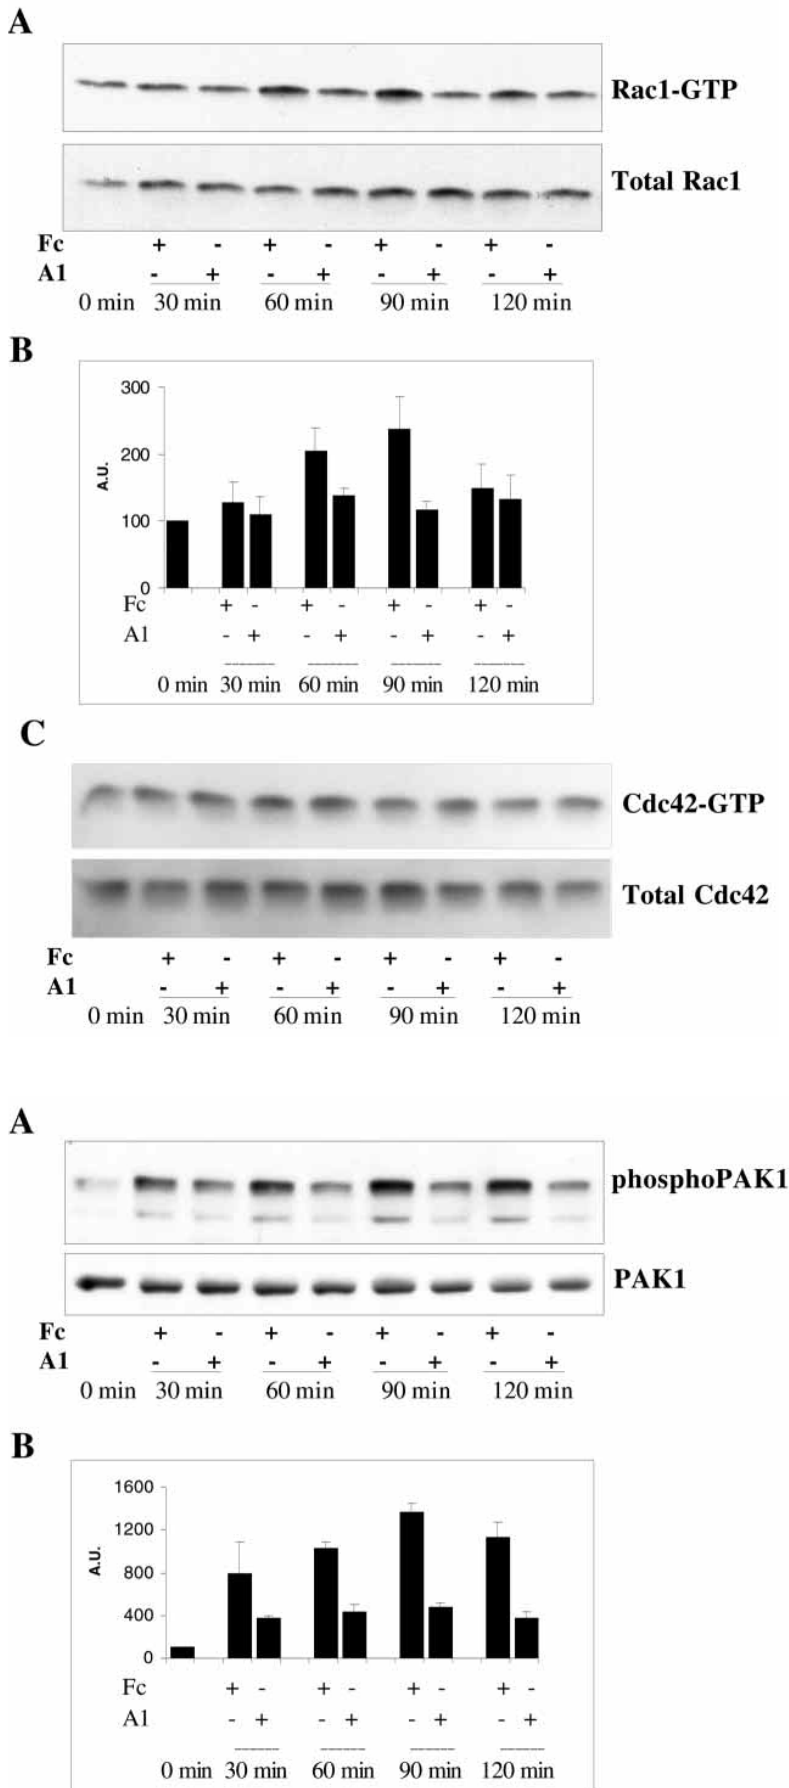 A
Rac1-GTP
Total Rac1
Fc + - + - + - + -
A1 - + - + - + - +
0 min 30 min 60 min 90 min 120 min
B
300
200
100
0
A.U.
Fc + - + - + - + -
A1 - + - + - + - +
0 min 30 min 60 min 90 min 120 min
C
Cdc42-GTP
Total Cdc42
Fc + - + - + - + -
A1 - + - + - + - +
0 min 30 min 60 min 90 min 120 min
A
phosphoPAK1
PAK1
Fc + - + - + - + -
A1 - + - + - + - +
0 min 30 min 60 min 90 min 120 min
B
1600
1200
800
400
0
A.U.
Fc + - + - + - + -
A1 - + - + - + - +
0 min 30 min 60 min 90 min 120 min